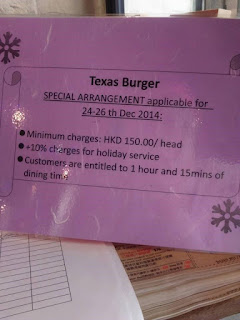 Texas Burger
SPECIAL ARRANGEMENT applicable for
24-26 th Dec 2014:
●Minimum charges: HKD 150.00/ head
●+10% charges for holiday service
●Customers are entitled to 1 hour and 15mins of
dining time